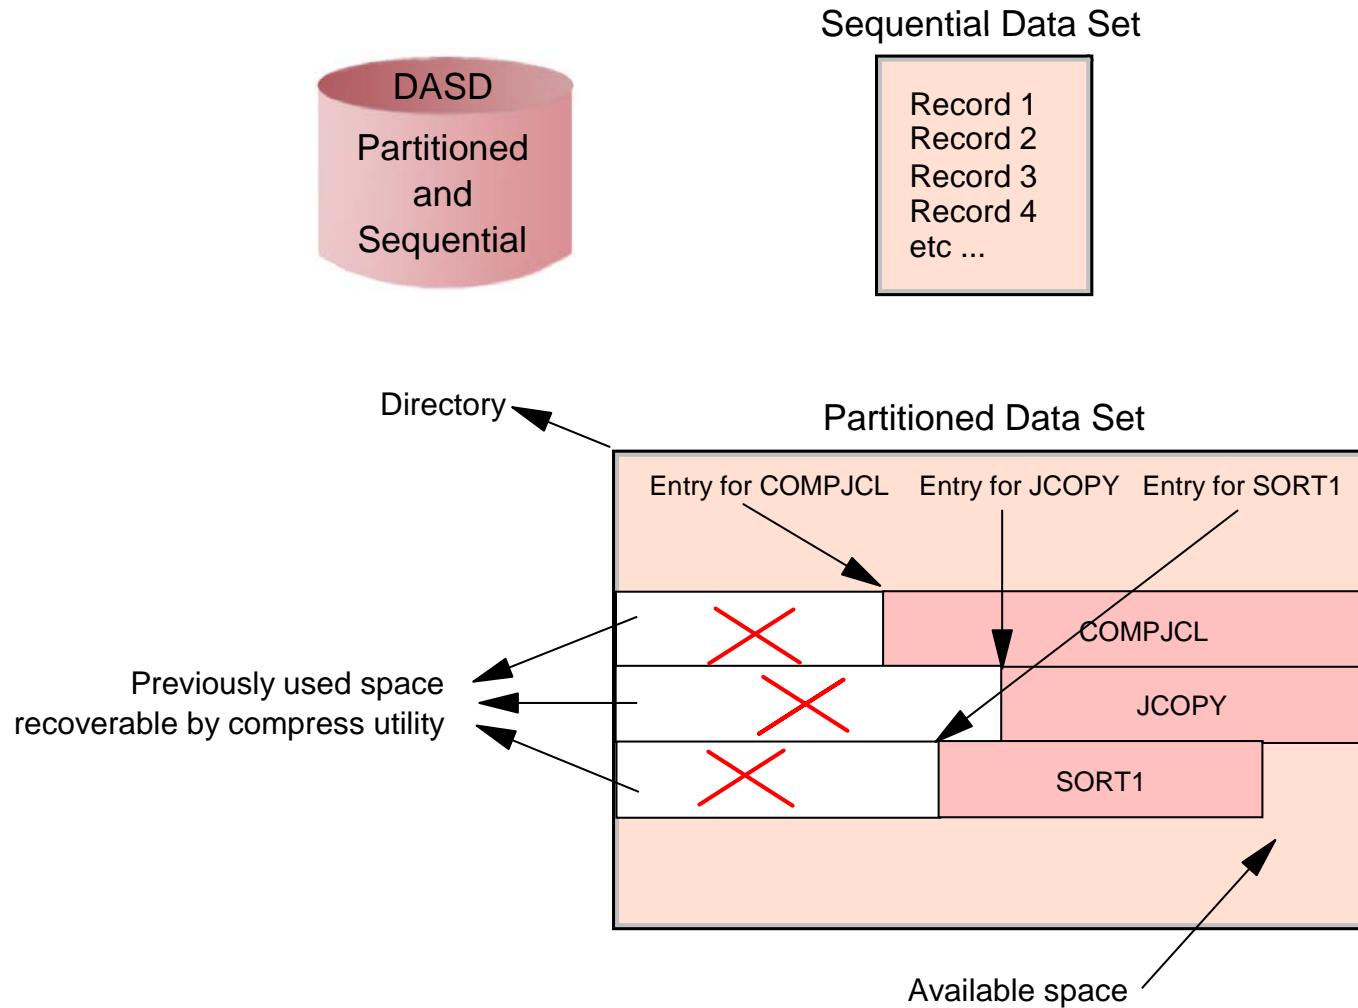 Sequential Data Set
DASD
Partitioned
and
Sequential
Record 1
Record 2
Record 3
Record 4
etc ...
Directory
Partitioned Data Set
Entry for COMPJCL
Entry for JCOPY
Entry for SORT1
COMPJCL
JCOPY
SORT1
Previously used space
recoverable by compress utility
Available space